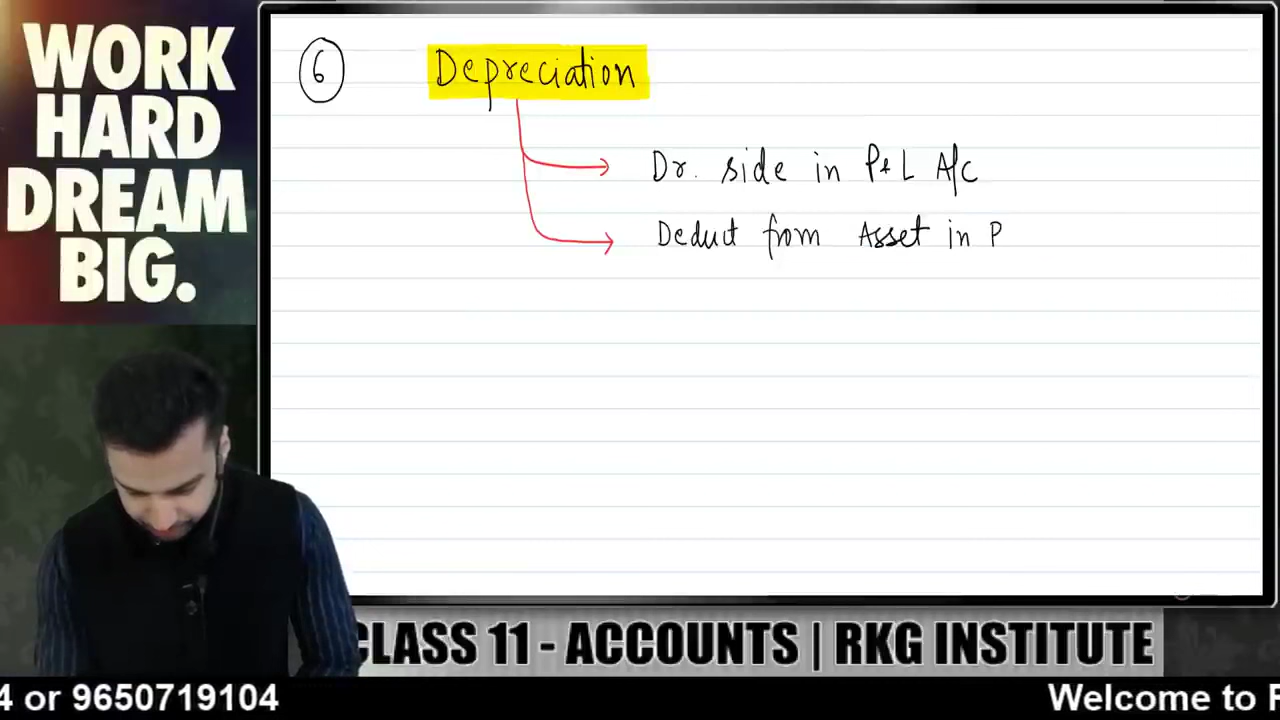 WORK
HARD
DREAM
BIG.
6 Depreciation
Dr. side in P&L A/c
Deduct from Asset in P
CLASS 11 - ACCOUNTS | RKG INSTITUTE
4 or 9650719104
Welcome to